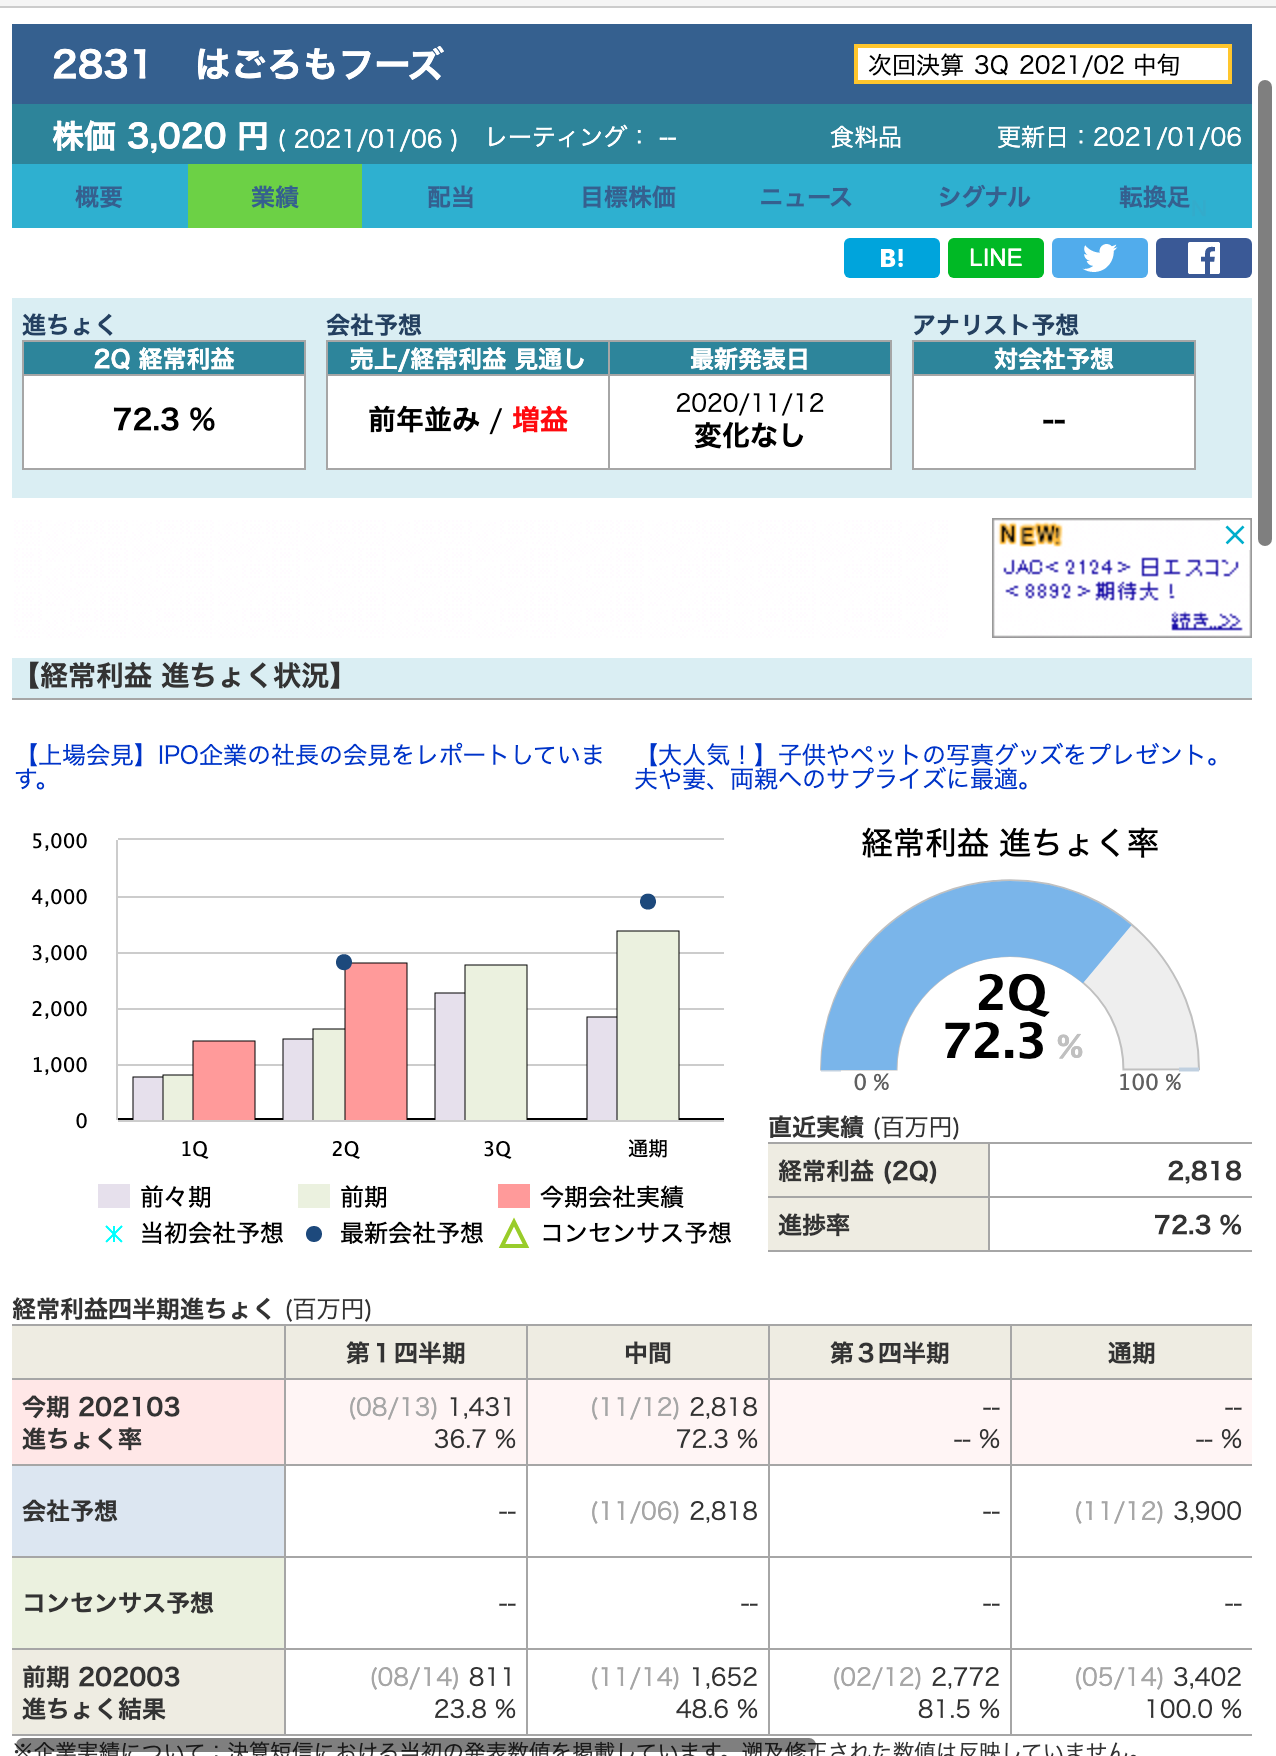 2831　はごろもフーズ
次回決算 3Q 2021/02 中旬
株価 3,020 円 ( 2021/01/06 )　レーティング： --　食料品　更新日：2021/01/06
概要 業績 配当 目標株価 ニュース シグナル 転換足
B! LINE
進ちょく 会社予想 アナリスト予想
2Q 経常利益 売上/経常利益 見通し 最新発表日 対会社予想
72.3 % 前年並み / 増益 2020/11/12 --
変化なし
NEW!
JAC<2124> 日エスコン
<8892>期待大！
続き..>>
【経常利益 進ちょく状況】
【上場会見】IPO企業の社長の会見をレポートしていま
す。
【大人気！】子供やペットの写真グッズをプレゼント。
夫や妻、両親へのサプライズに最適。
5,000
4,000
3,000
2,000
1,000
0
1Q 2Q 3Q 通期
前々期 前期 今期会社実績
当初会社予想 最新会社予想 コンセンサス予想
経常利益 進ちょく率
2Q
72.3 %
0 % 100 %
直近実績 (百万円)
経常利益 (2Q) 2,818
進捗率 72.3 %
経常利益四半期進ちょく (百万円)
第１四半期 中間 第３四半期 通期
今期 202103 (08/13) 1,431 (11/12) 2,818 -- --
進ちょく率 36.7 % 72.3 % -- % -- %
会社予想 -- (11/06) 2,818 -- (11/12) 3,900
コンセンサス予想 -- -- -- --
前期 202003 (08/14) 811 (11/14) 1,652 (02/12) 2,772 (05/14) 3,402
進ちょく結果 23.8 % 48.6 % 81.5 % 100.0 %
※企業実績について：決算短信における当初の発表数値を掲載しています。遡及修正された数値は反映していません。